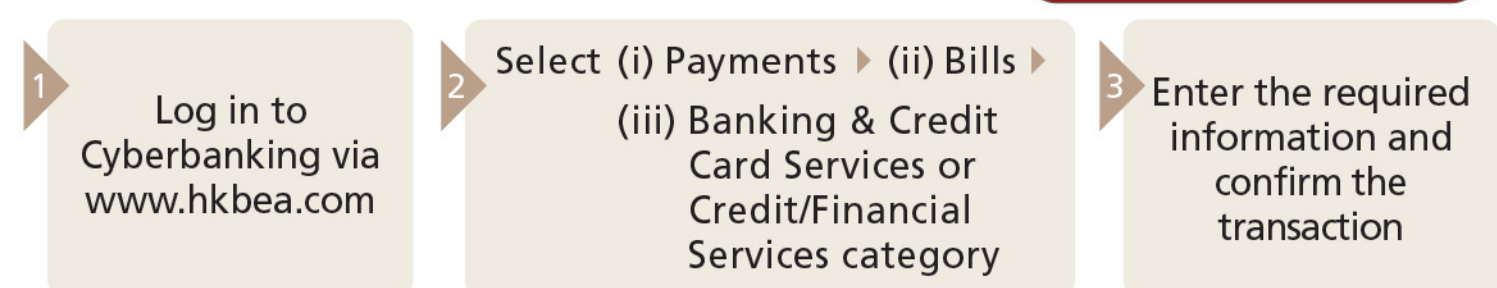 1
Log in to
Cyberbanking via
www.hkbea.com
2
Select (i) Payments (ii) Bills
(iii) Banking & Credit
Card Services or
Credit/Financial
Services category
3
Enter the required
information and
confirm the
transaction